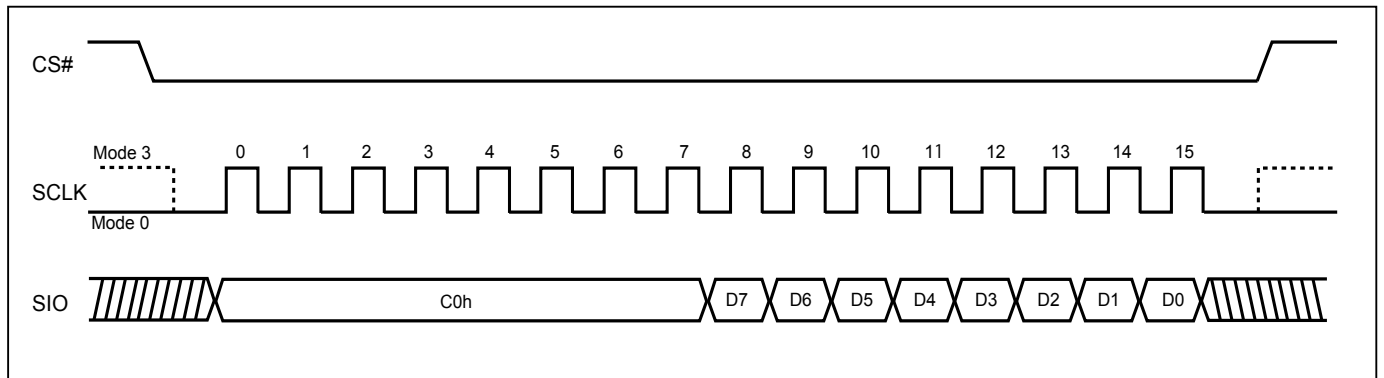 CS#
Mode 3
0 1 2 3 4 5 6 7 8 9 10 11 12 13 14 15
SCLK
Mode 0
SIO
C0h D7 D6 D5 D4 D3 D2 D1 D0